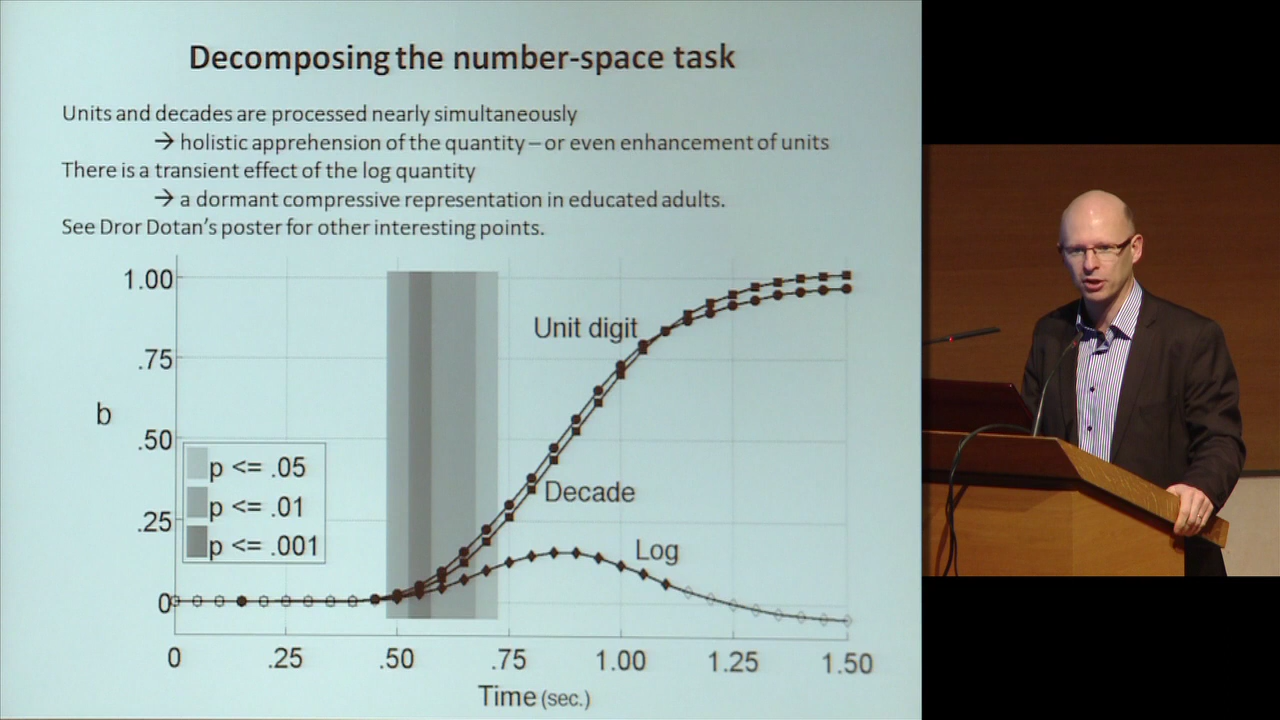 Decomposing the number-space task
Units and decades are processed nearly simultaneously
→ holistic apprehension of the quantity – or even enhancement of units
There is a transient effect of the log quantity
→ a dormant compressive representation in educated adults.
See Dror Dotan's poster for other interesting points.
1.00
.75
.50
.25
0
b
Unit digit
Decade
Log
p <= .05
p <= .01
p <= .001
0 .25 .50 .75 1.00 1.25 1.50
Time (sec.)